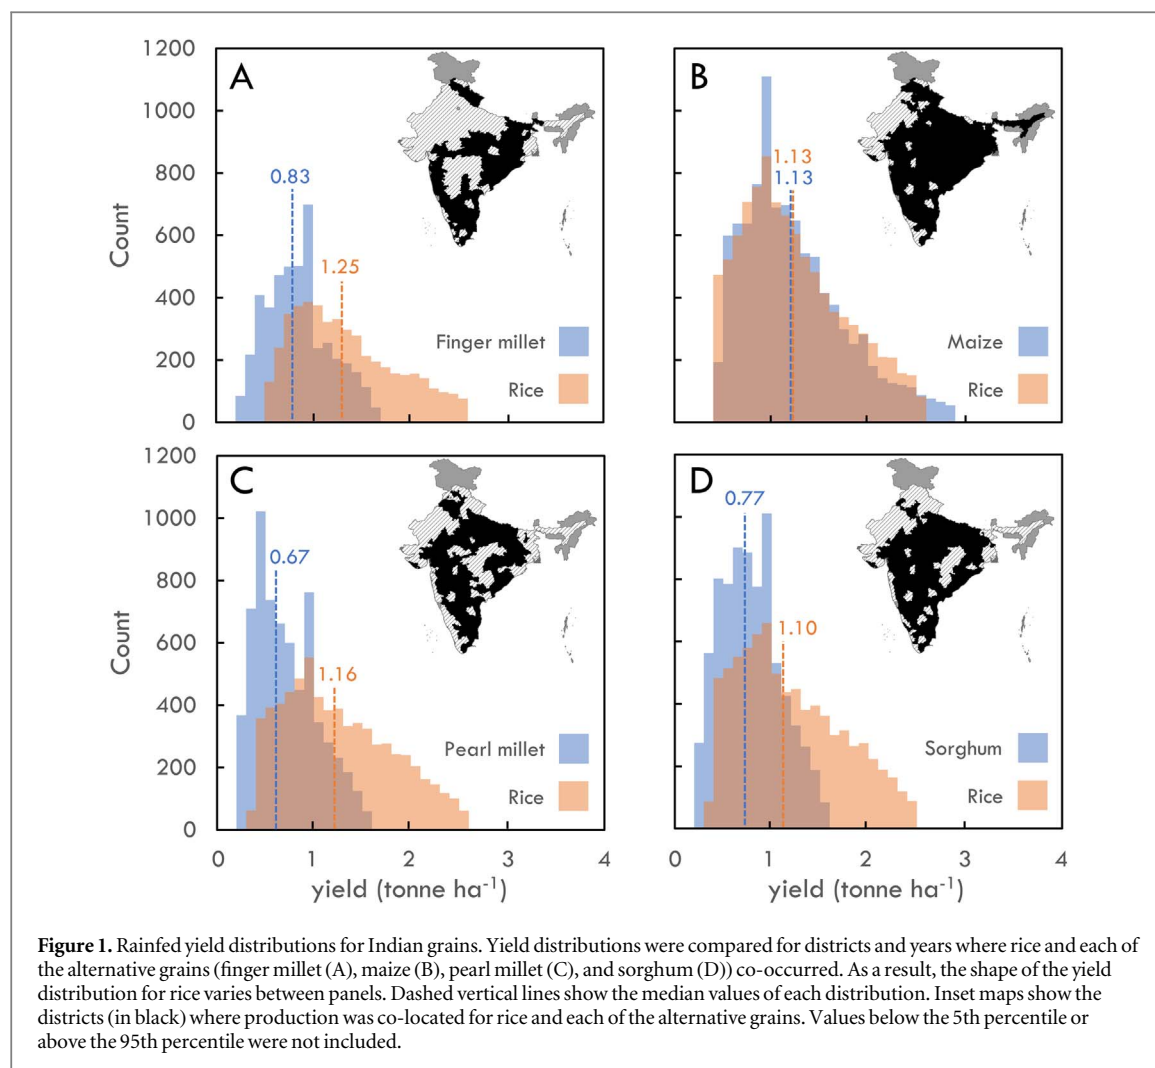 1200
1000
800
600
400
200
0
Count
A
0.83
1.25
Finger millet
Rice
B
1.13
1.13
Maize
Rice
1200
1000
800
600
400
200
0
Count
C
0.67
1.16
Pearl millet
Rice
D
0.77
1.10
Sorghum
Rice
0 1 2 3 4
yield (tonne ha⁻¹)
0 1 2 3 4
yield (tonne ha⁻¹)
Figure 1. Rainfed yield distributions for Indian grains. Yield distributions were compared for districts and years where rice and each of
the alternative grains (finger millet (A), maize (B), pearl millet (C), and sorghum (D)) co-occurred. As a result, the shape of the yield
distribution for rice varies between panels. Dashed vertical lines show the median values of each distribution. Inset maps show the
districts (in black) where production was co-located for rice and each of the alternative grains. Values below the 5th percentile or
above the 95th percentile were not included.